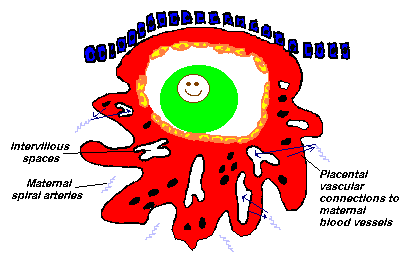 Intervillous
spaces
Maternal
spiral arteries
Placental
vascular
connections to
maternal
blood vessels